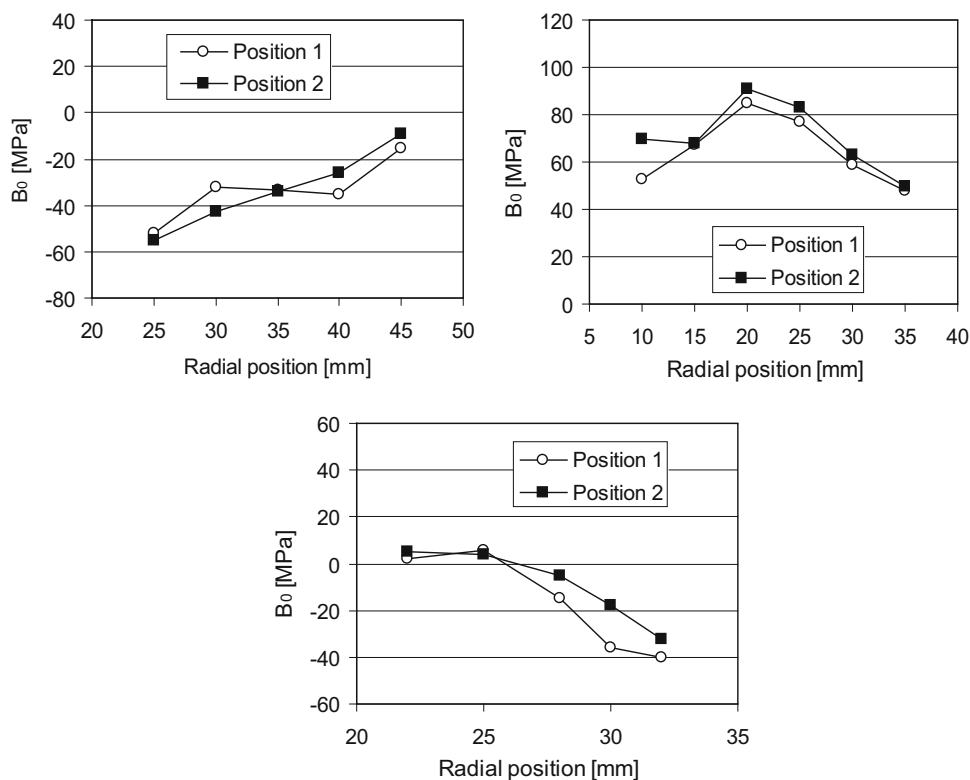 40
20
0
-20
-40
-60
-80
B0 [MPa]
Position 1
Position 2
20 25 30 35 40 45 50
Radial position [mm]
120
100
80
60
40
20
0
B0 [MPa]
Position 1
Position 2
5 10 15 20 25 30 35 40
Radial position [mm]
60
40
20
0
-20
-40
-60
B0 [MPa]
Position 1
Position 2
20 25 30 35
Radial position [mm]